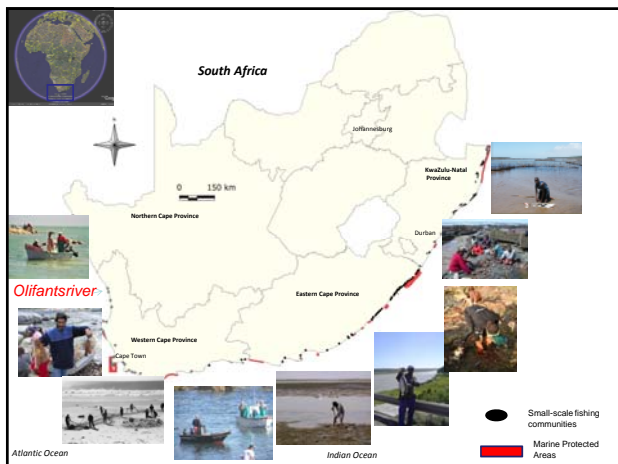 South Africa
Joffannesburg
N
KwaZulu-Natal
Province
0 150 km
Northern Cape Province
Durban
Olifantsriver
Eastern Cape Province
Western Cape Province
Cape Town
Small-scale fishing
communities
Atlantic Ocean
Indian Ocean
Marine Protected
Areas